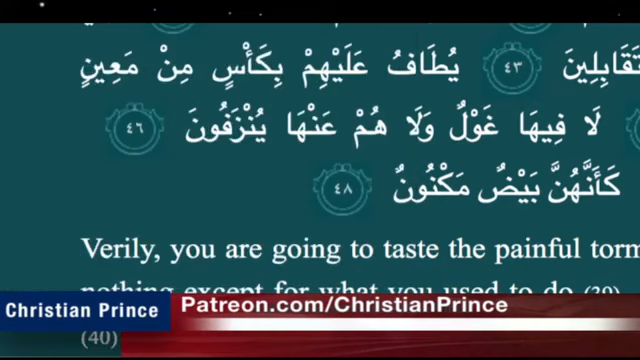 تَقَابِلِينَ ٤٣ يُطَافُ عَلَيْهِمْ بِكَأْسٍ مِنْ مَعِينٍ
لَا فِيهَا غَوْلٌ وَلَا هُمْ عَنْهَا يُنْزَفُونَ ٤٦
كَأَنَّهُنَّ بَيْضٌ مَكْنُونٌ ٤٨
Verily, you are going to taste the painful torm
nothing except for what you used to do (39)
Christian Prince
Patreon.com/ChristianPrince
(40)